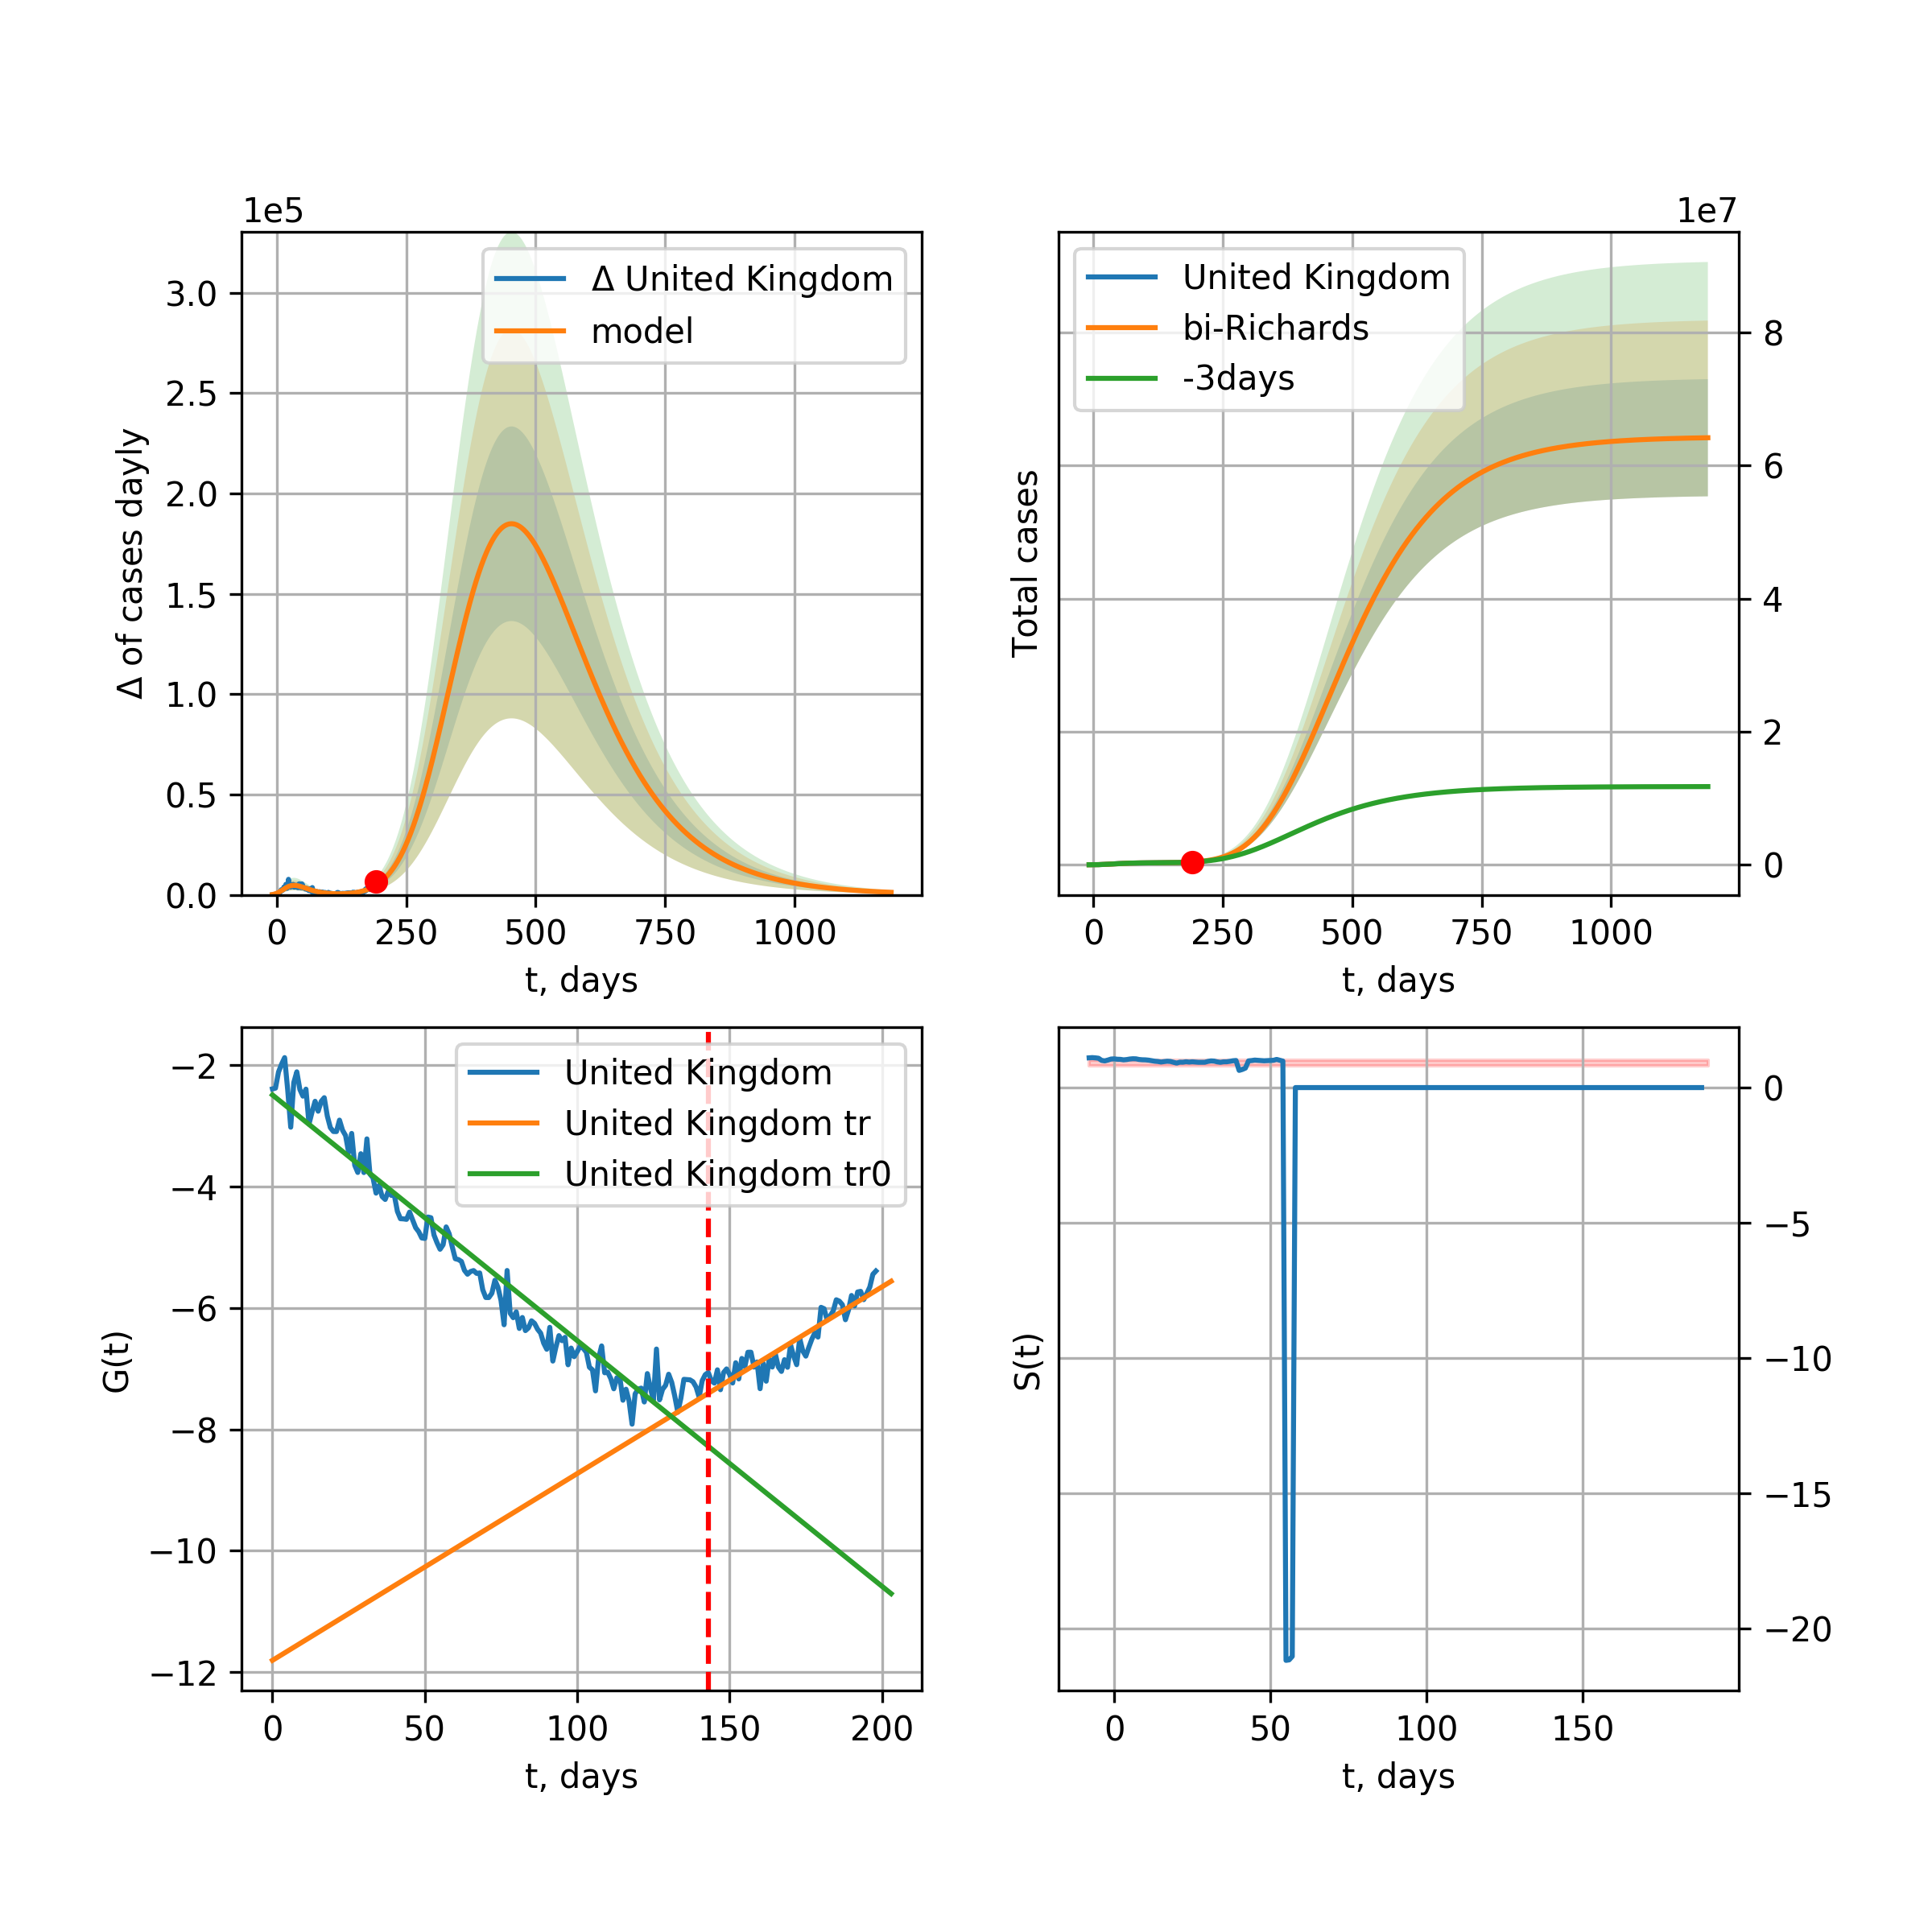 1e5
Δ United Kingdom
model
3.0
2.5
2.0
1.5
1.0
0.5
0.0
Δ of cases dayly
0 250 500 750 1000
t, days
1e7
United Kingdom
bi-Richards
-3days
8
6
4
2
0
Total cases
0 250 500 750 1000
t, days
United Kingdom
United Kingdom tr
United Kingdom tr0
−2
−4
−6
−8
−10
−12
G(t)
0 50 100 150 200
t, days
0
−5
−10
−15
−20
S(t)
0 50 100 150
t, days